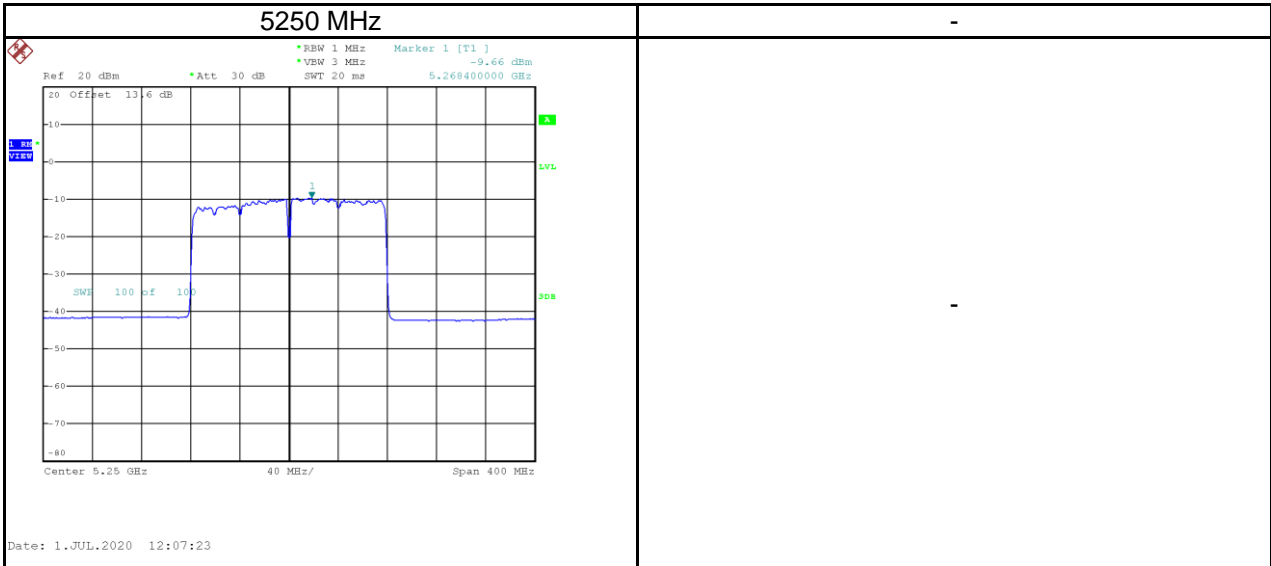 5250 MHz
-
R
S
*RBW 1 MHz Marker 1 [T1 ]
*VBW 3 MHz -9.66 dBm
Ref 20 dBm *Att 30 dB SWT 20 ms 5.268400000 GHz
20 Offset 13.6 dB
A
-10
1 RM *
VIEW
-0
LVL
1
-10
-20
-30
SWP 100 of 100
3DB
-40
-50
-60
-70
-80
Center 5.25 GHz 40 MHz/ Span 400 MHz
-
Date: 1.JUL.2020 12:07:23